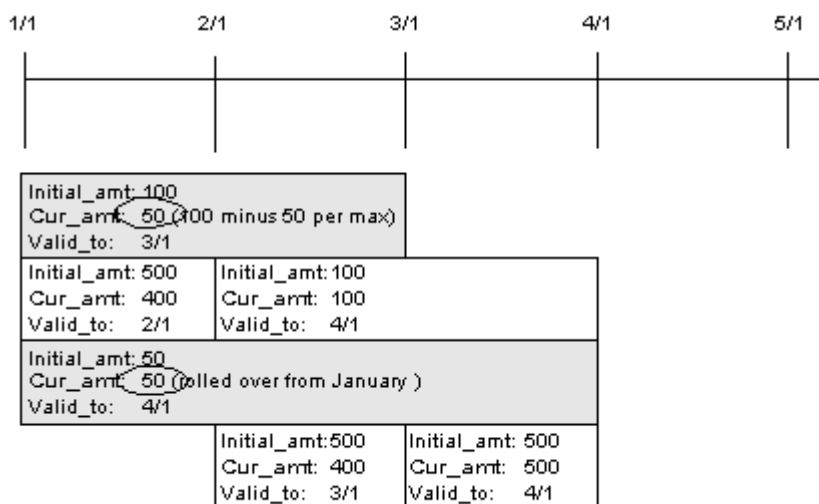 1/1 2/1 3/1 4/1 5/1
Initial_amt: 100
Cur_amt: 50 (100 minus 50 per max)
Valid_to: 3/1
Initial_amt: 500
Cur_amt: 400
Valid_to: 2/1
Initial_amt: 100
Cur_amt: 100
Valid_to: 4/1
Initial_amt: 50
Cur_amt: 50 (rolled over from January )
Valid_to: 4/1
Initial_amt:500
Cur_amt: 400
Valid_to: 3/1
Initial_amt: 500
Cur_amt: 500
Valid_to: 4/1